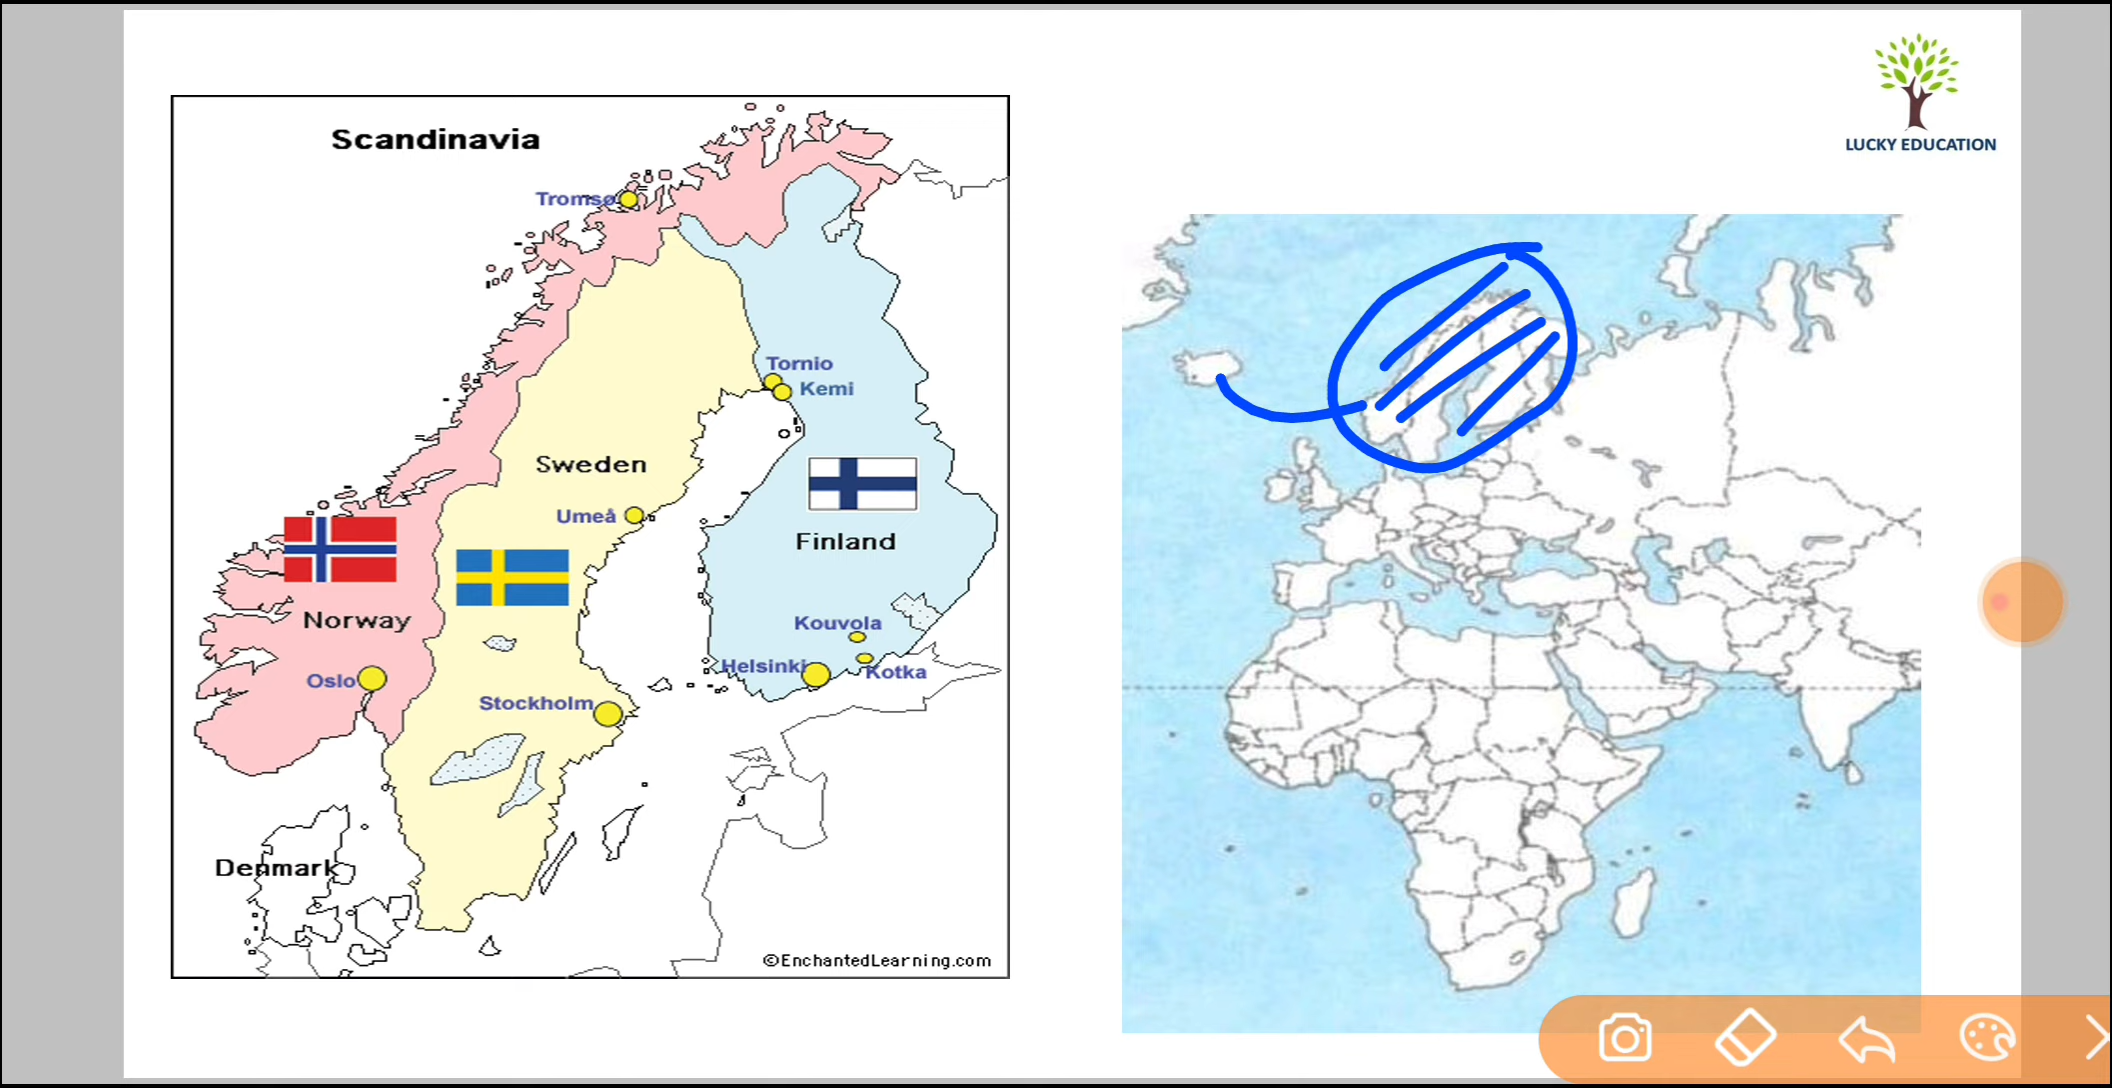 LUCKY EDUCATION
Scandinavia
Tromsø
Tornio
Kemi
Sweden
Umeå
Finland
Norway
Kouvola
Helsinki
Kotka
Oslo
Stockholm
Denmark
©EnchantedLearning.com